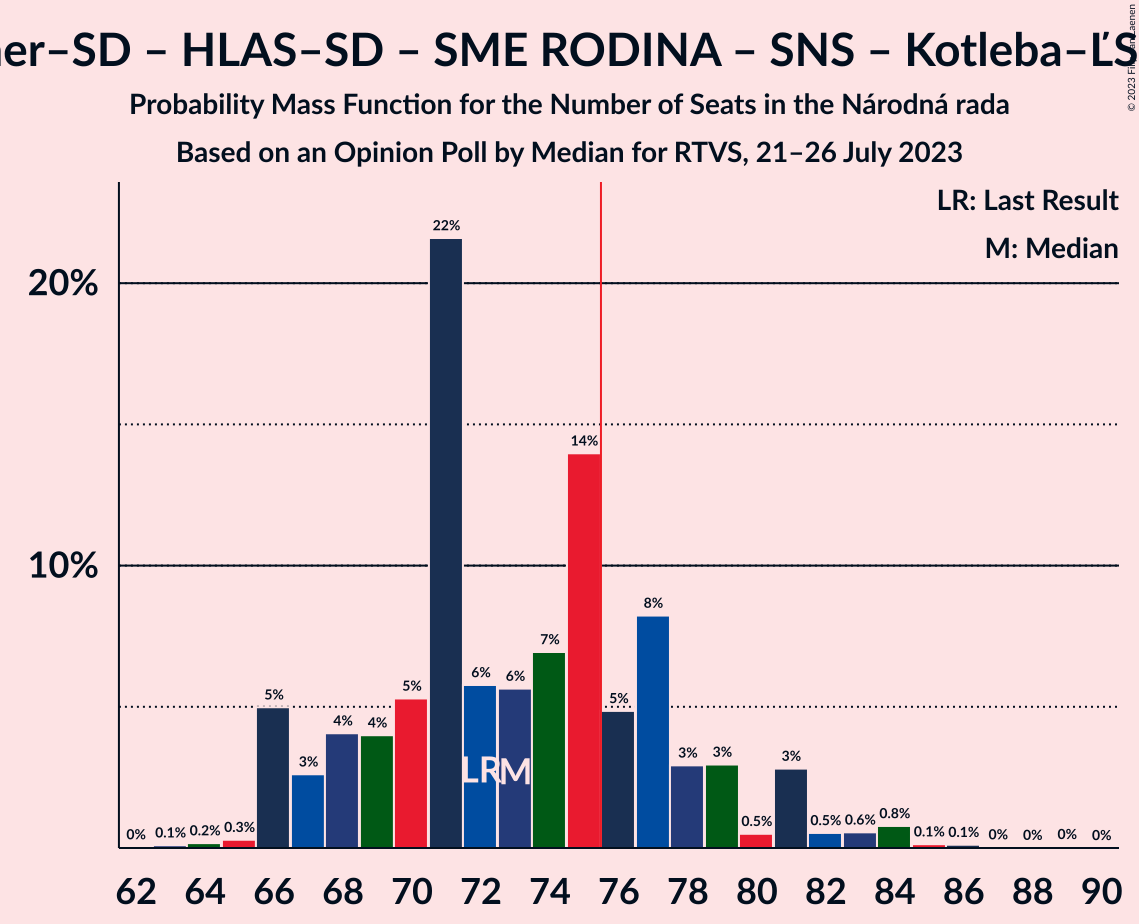 er–SD – HLAS–SD – SME RODINA – SNS – Kotleba–ĽS
Probability Mass Function for the Number of Seats in the Národná rada
Based on an Opinion Poll by Median for RTVS, 21–26 July 2023
© 2023 Laenen
LR: Last Result
M: Median
22%
20%
14%
10%
8%
7%
6% 6%
5% 5% 5%
4% 4%
3% 3% 3% 3%
LR M
0% 0.1% 0.2% 0.3% 0.5% 0.5% 0.6% 0.8% 0.1% 0.1% 0% 0% 0% 0%
62 64 66 68 70 72 74 76 78 80 82 84 86 88 90